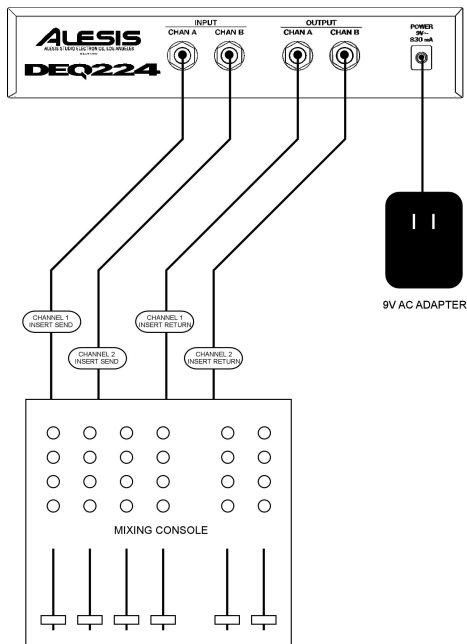 ALESIS
ALESIS STUDIO ELECTRONICS, LOS ANGELES
DEQ224
INPUT
CHAN A CHAN B
OUTPUT
CHAN A CHAN B
POWER
9V~
830 mA
9V AC ADAPTER
CHANNEL 1
INSERT SEND
CHANNEL 1
INSERT RETURN
CHANNEL 2
INSERT SEND
CHANNEL 2
INSERT RETURN
MIXING CONSOLE